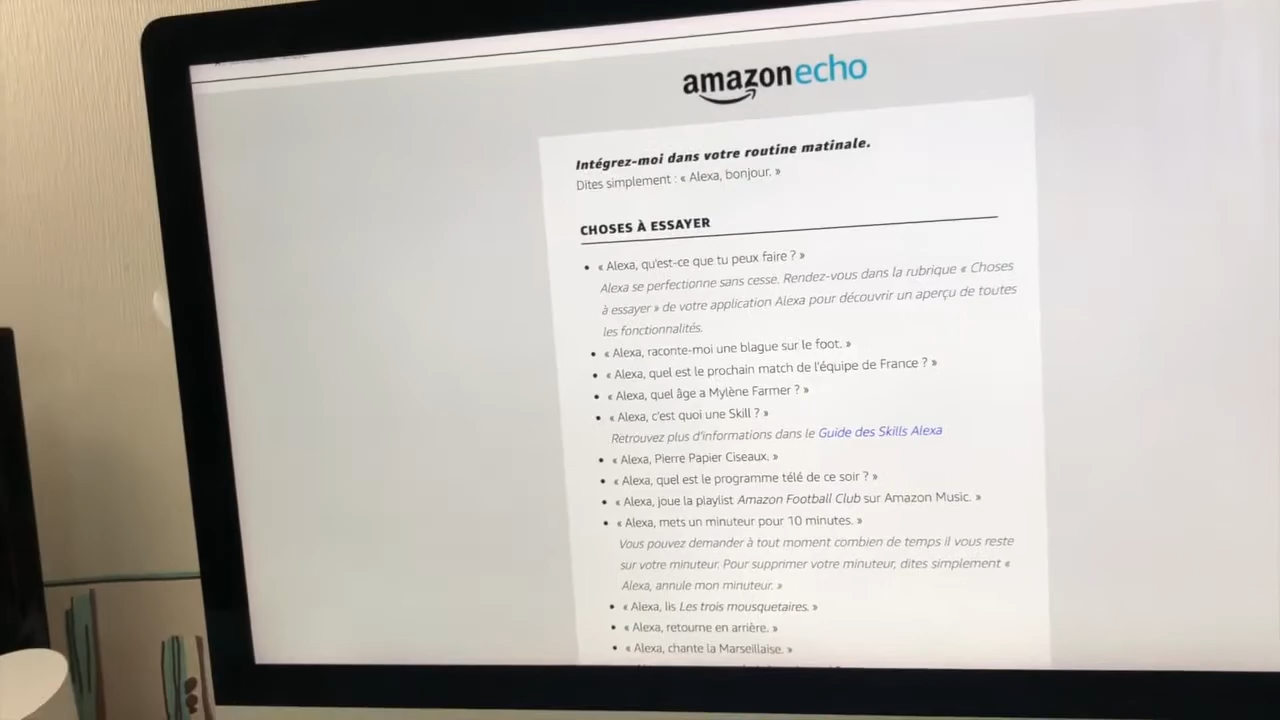 amazonecho
Intégrez-moi dans votre routine matinale.
Dites simplement : « Alexa, bonjour. »
CHOSES À ESSAYER
• « Alexa, qu'est-ce que tu peux faire ? »
Alexa se perfectionne sans cesse. Rendez-vous dans la rubrique « Choses
à essayer » de votre application Alexa pour découvrir un aperçu de toutes
les fonctionnalités.
• « Alexa, raconte-moi une blague sur le foot. »
• « Alexa, quel est le prochain match de l'équipe de France ? »
• « Alexa, quel âge a Mylène Farmer ? »
• « Alexa, c'est quoi une Skill ? »
Retrouvez plus d'informations dans le Guide des Skills Alexa
• « Alexa, Pierre Papier Ciseaux. »
• « Alexa, quel est le programme télé de ce soir ? »
• « Alexa, joue la playlist Amazon Football Club sur Amazon Music. »
• « Alexa, mets un minuteur pour 10 minutes. »
Vous pouvez demander à tout moment combien de temps il vous reste
sur votre minuteur. Pour supprimer votre minuteur, dites simplement «
Alexa, annule mon minuteur. »
• « Alexa, lis Les trois mousquetaires. »
• « Alexa, retourne en arrière. »
• « Alexa, chante la Marseillaise. »